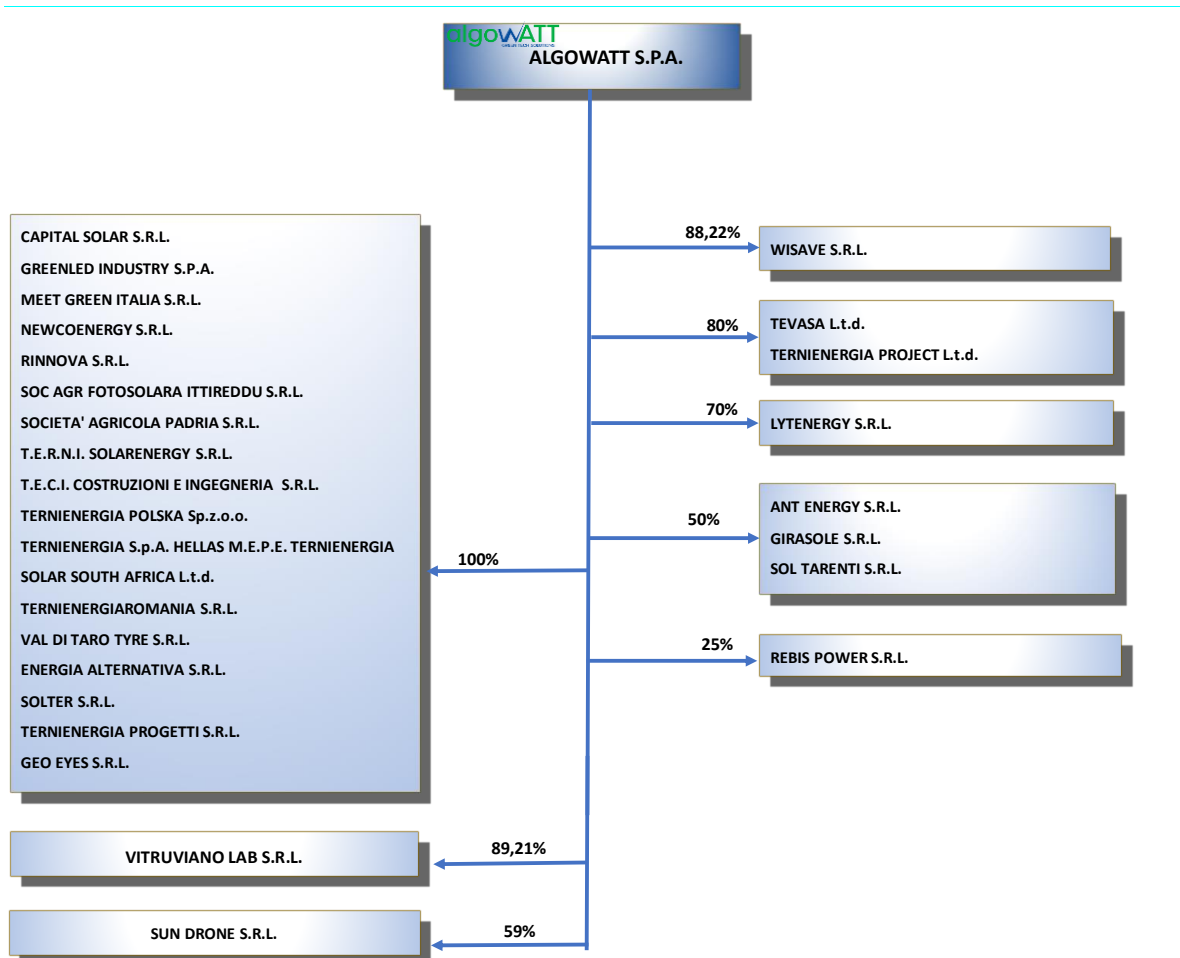 algowATT
GREEN TECH SOLUTIONS
ALGOWATT S.P.A.
CAPITAL SOLAR S.R.L.
GREENLED INDUSTRY S.P.A.
MEET GREEN ITALIA S.R.L.
NEWCOENERGY S.R.L.
RINNOVA S.R.L.
SOC AGR FOTOSOLARA ITTIREDDU S.R.L.
SOCIETA' AGRICOLA PADRIA S.R.L.
T.E.R.N.I. SOLARENERGY S.R.L.
T.E.C.I. COSTRUZIONI E INGEGNERIA S.R.L.
TERNIENERGIA POLSKA Sp.z.o.o.
TERNIENERGIA S.p.A. HELLAS M.E.P.E. TERNIENERGIA
SOLAR SOUTH AFRICA L.t.d.
TERNIENERGIAROMANIA S.R.L.
VAL DI TARO TYRE S.R.L.
ENERGIA ALTERNATIVA S.R.L.
SOLTER S.R.L.
TERNIENERGIA PROGETTI S.R.L.
GEO EYES S.R.L.
100%
VITRUVIANO LAB S.R.L.
89,21%
SUN DRONE S.R.L.
59%
88,22%
WISAVE S.R.L.
80%
TEVASA L.t.d.
TERNIENERGIA PROJECT L.t.d.
70%
LYTENERGY S.R.L.
50%
ANT ENERGY S.R.L.
GIRASOLE S.R.L.
SOL TARENTI S.R.L.
25%
REBIS POWER S.R.L.